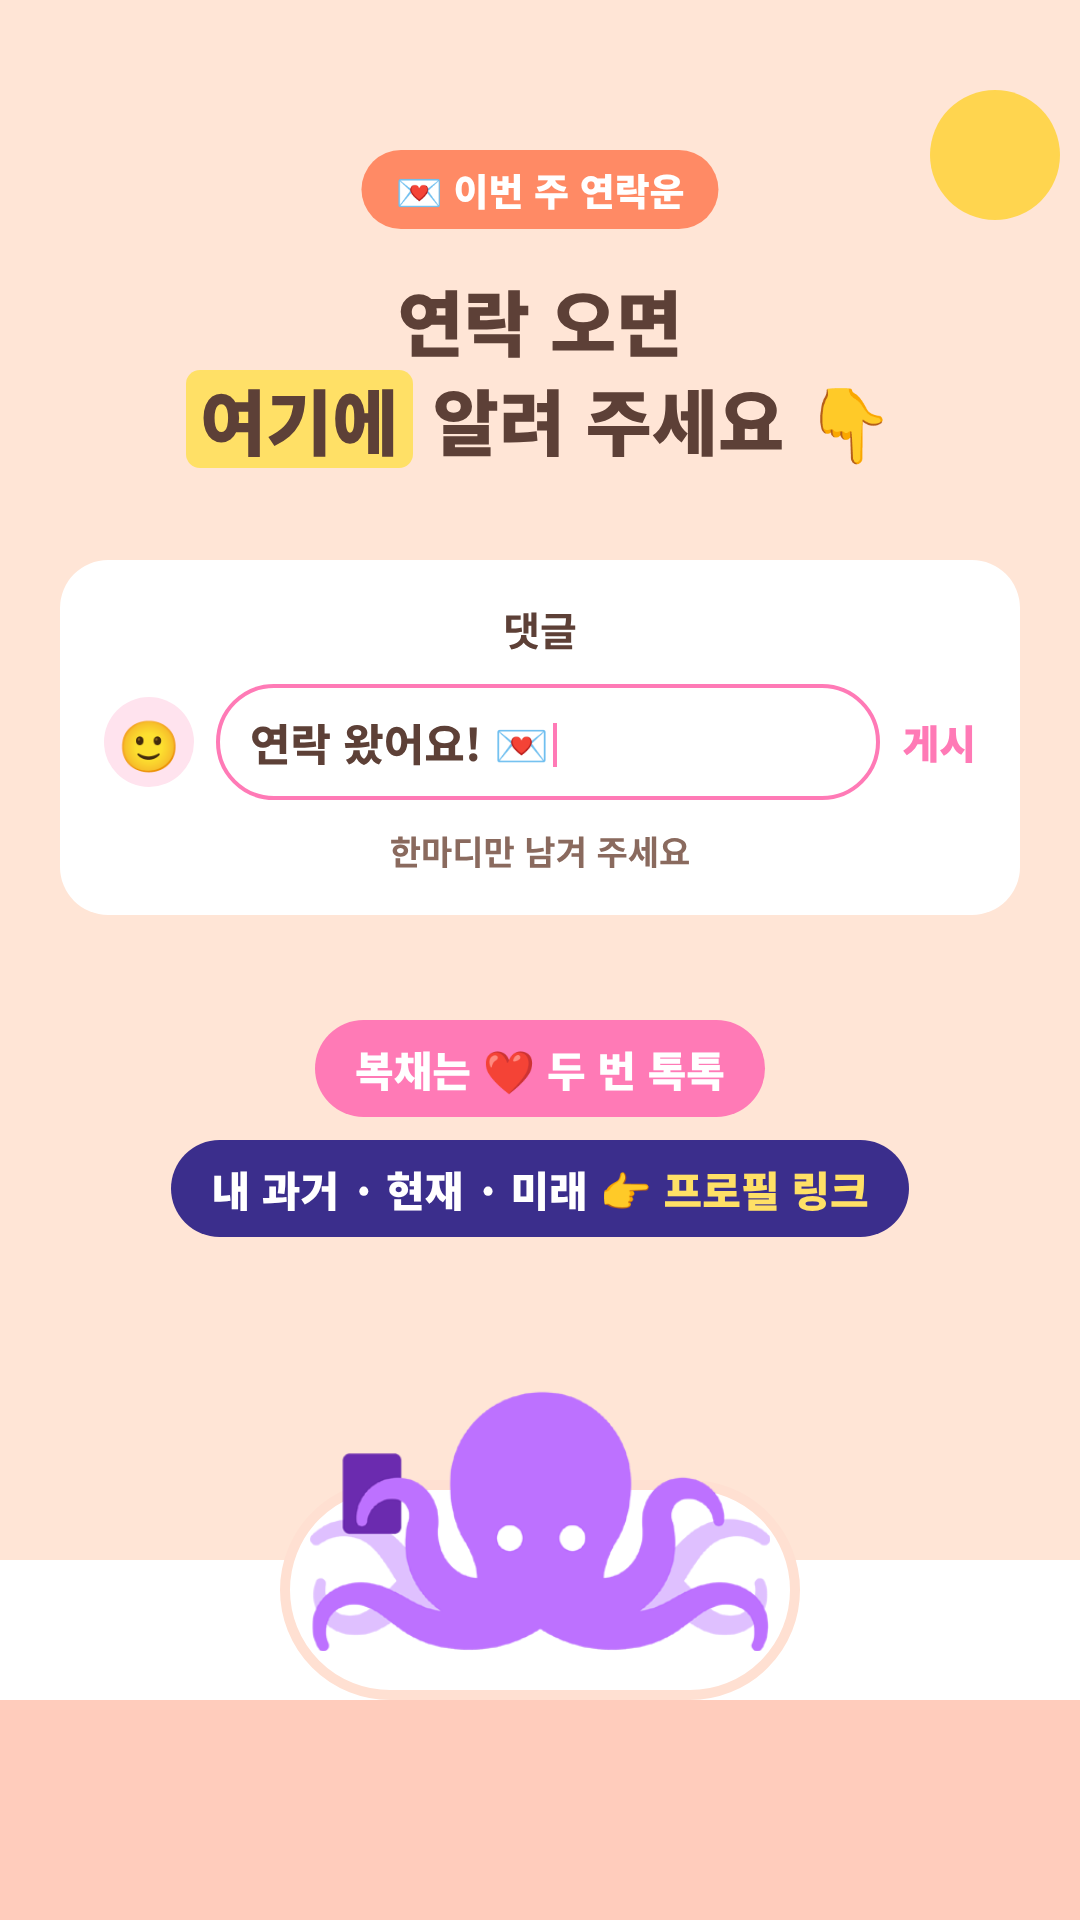 💌 이번 주 연락운
연락 오면
여기에 알려 주세요 👇
댓글
🙂 연락 왔어요! 💌 게시
한마디만 남겨 주세요
복채는 ❤️ 두 번 톡톡
내 과거 · 현재 · 미래 👉 프로필 링크